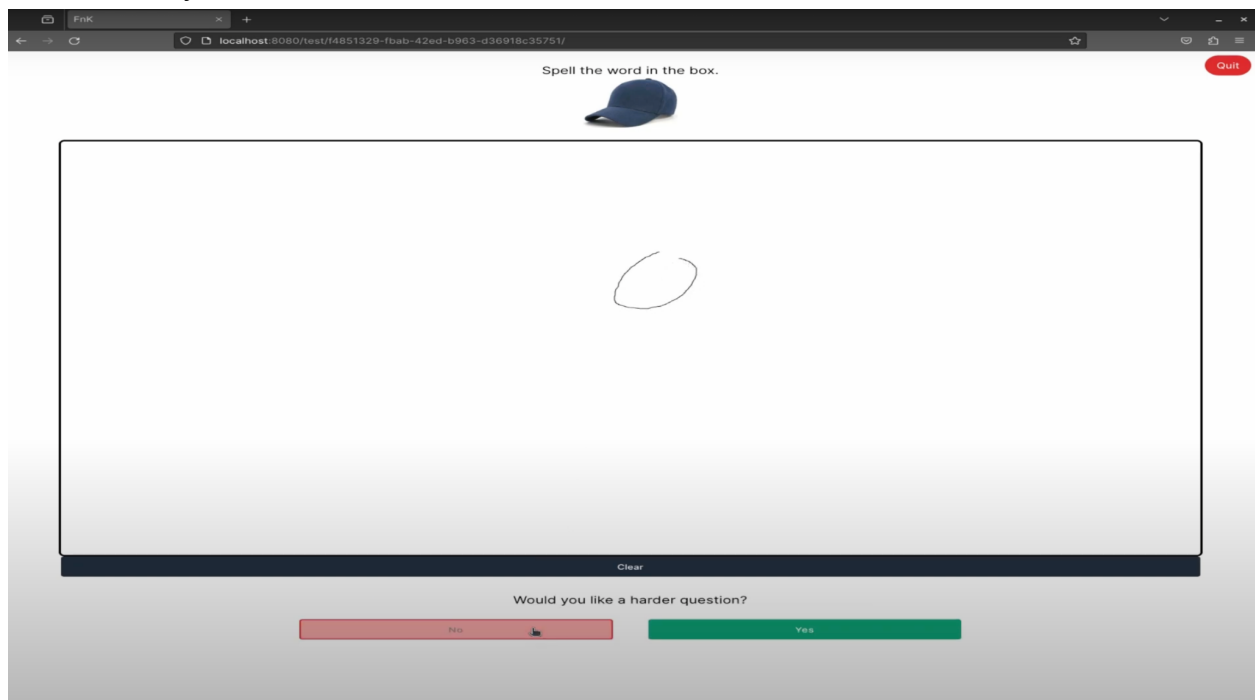 FnK
localhost:8080/test/f4851329-fbab-42ed-b963-d36918c35751/
Quit
Spell the word in the box.
Clear
Would you like a harder question?
No Yes